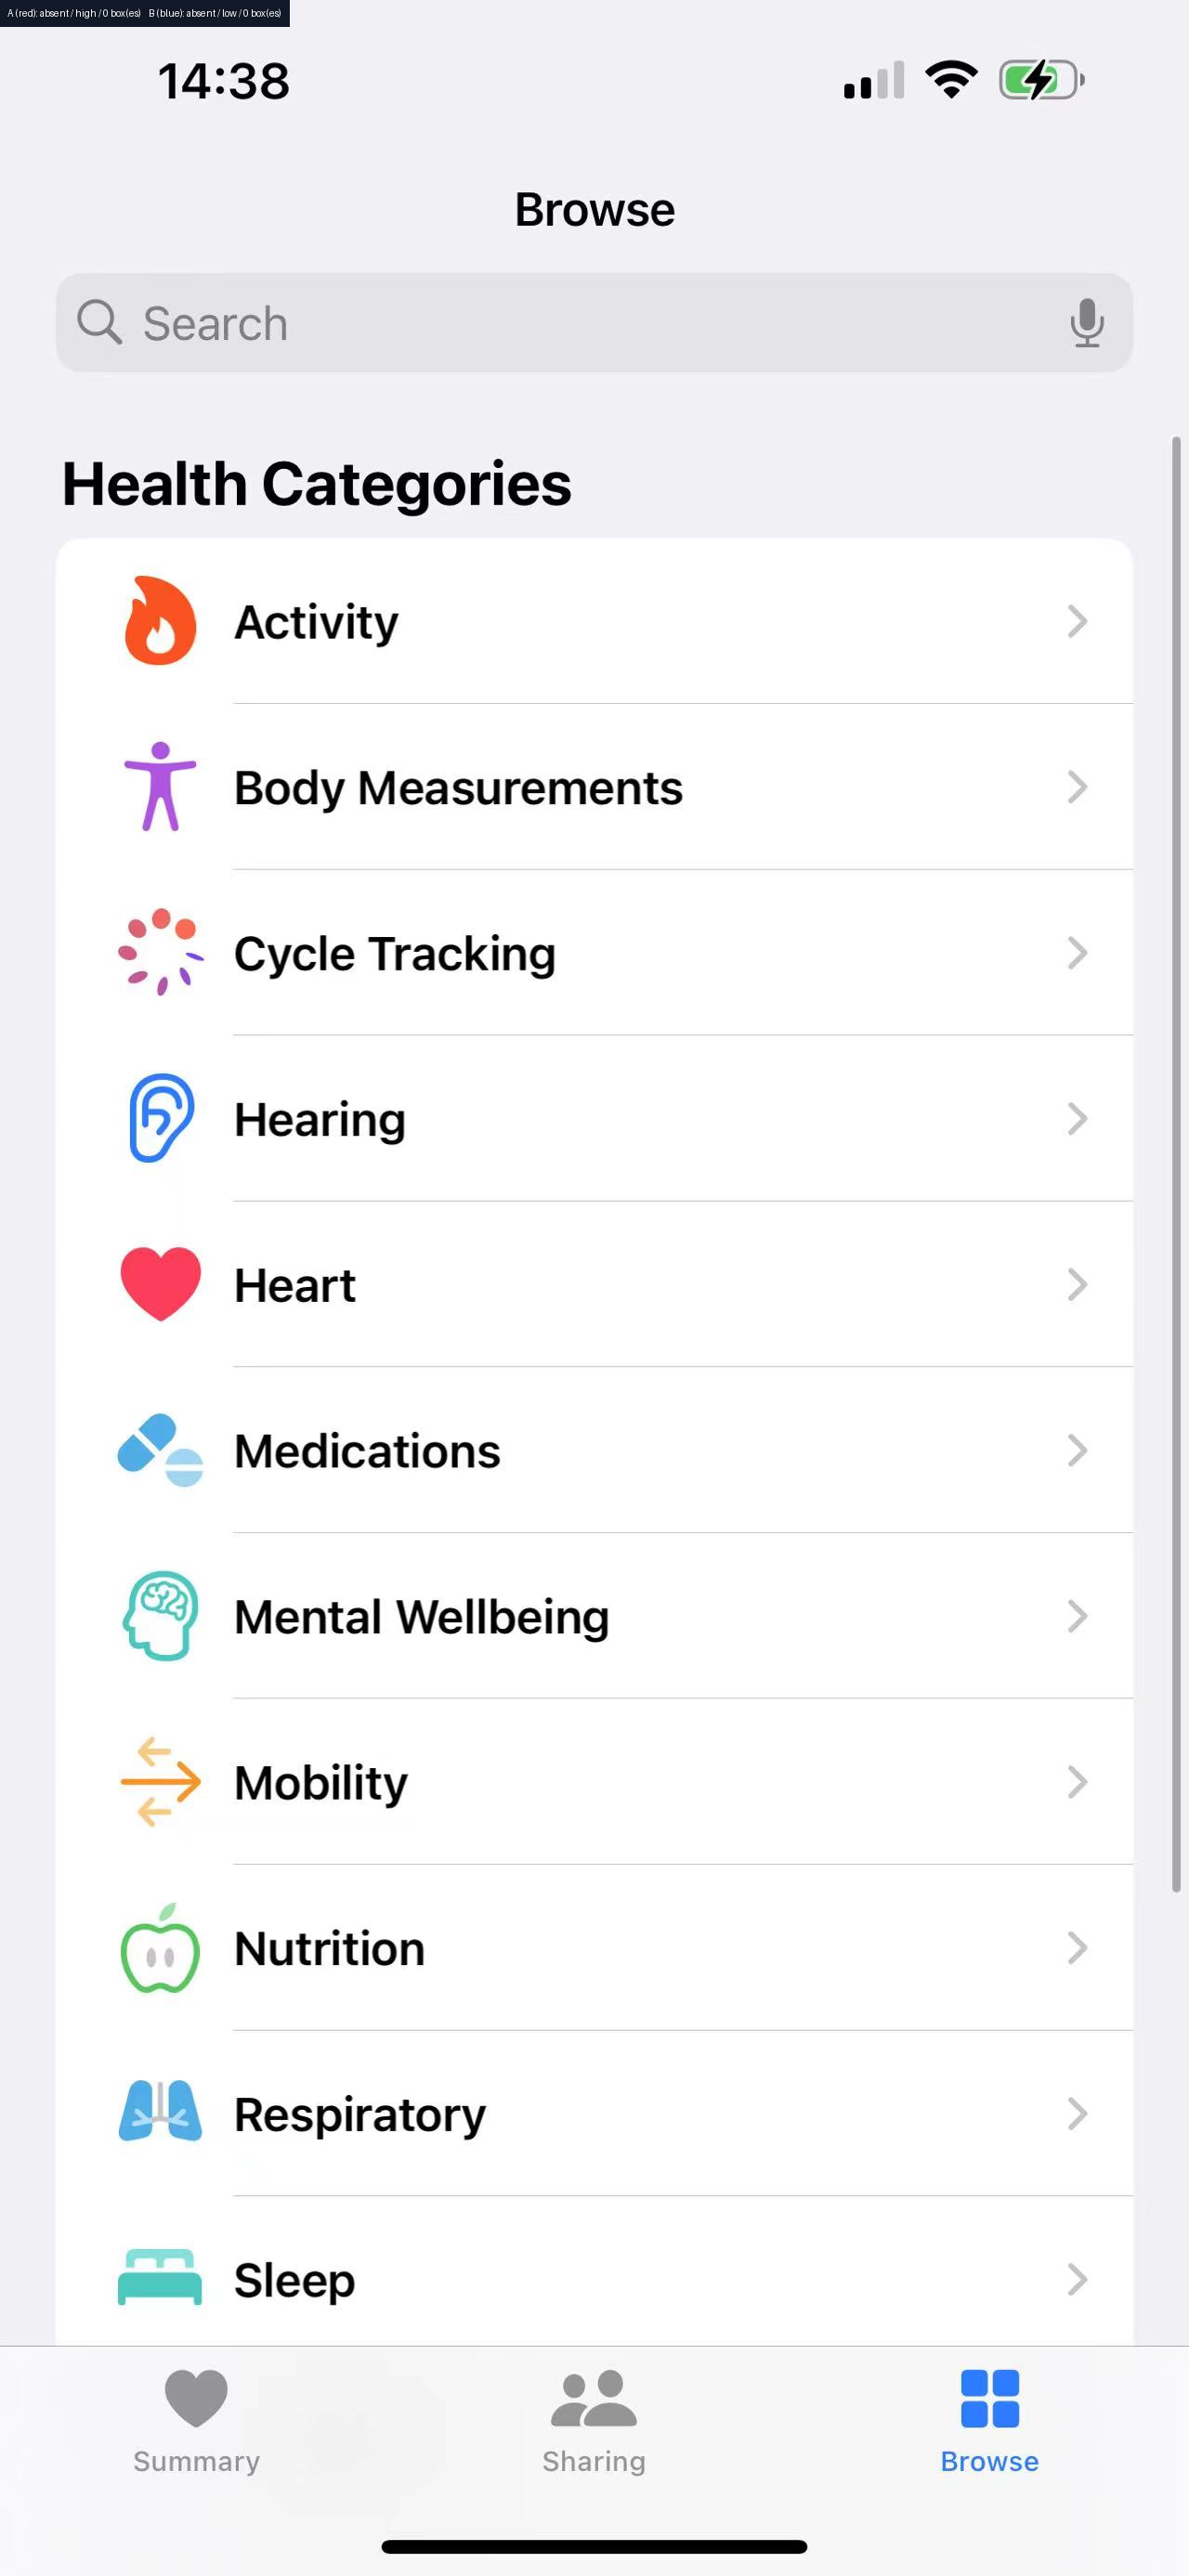 A (red): absent / high / 0 box(es) B (blue): absent / low / 0 box(es)
14:38
Browse
Search
Health Categories
Activity
Body Measurements
Cycle Tracking
Hearing
Heart
Medications
Mental Wellbeing
Mobility
Nutrition
Respiratory
Sleep
Summary
Sharing
Browse